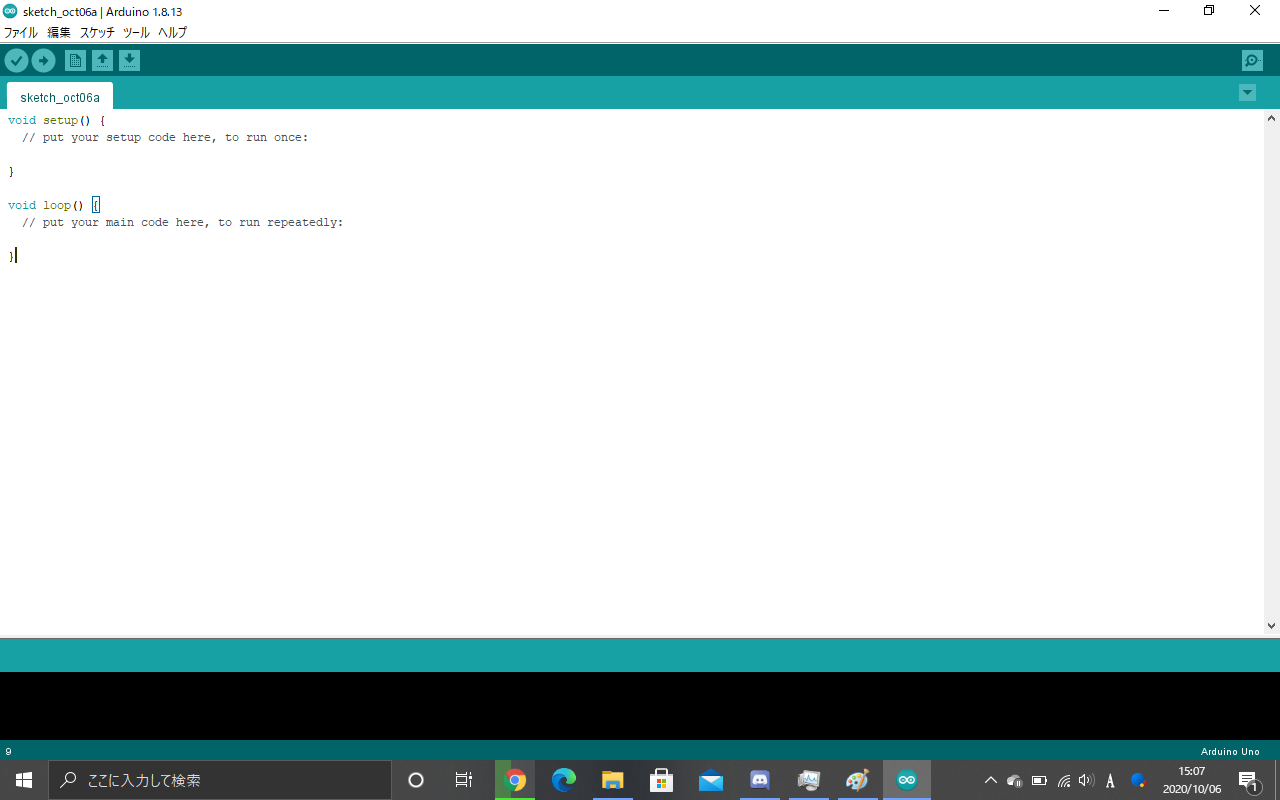 sketch_oct06a | Arduino 1.8.13
ファイル 編集 スケッチ ツール ヘルプ
sketch_oct06a
void setup() {
  // put your setup code here, to run once:
}
void loop() {
  // put your main code here, to run repeatedly:
}
9
Arduino Uno
ここに入力して検索
A
15:07
2020/10/06
1